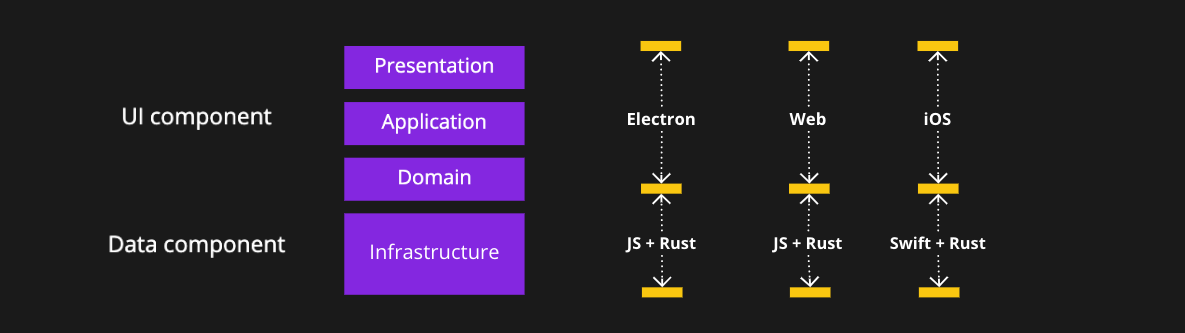 Presentation
UI component
Application
Electron
Web
iOS
Domain
Data component
Infrastructure
JS + Rust
JS + Rust
Swift + Rust